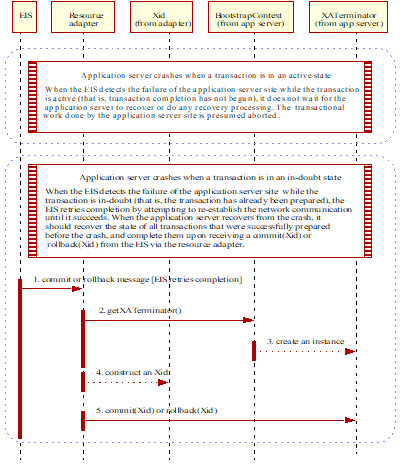 EIS
Resource
adapter
Xid
(from adapter)
BootstrapContext
(from app server)
XATerminator
(from app server)
Application server crashes when a transaction is in an active state
When the EIS detects the failure of the application server site while the transaction
is active (that is, transaction completion has not begun), it does not wait for the
application server to recover or do any recovery processing. The transactional
work done by the application server site is presumed aborted.
Application server crashes when a transaction is in an in-doubt state
When the EIS detects the failure of the application server site while the
transaction is in-doubt (that is, the transaction has already been prepared), the
EIS retries completion by attempting to re-establish the network communication
until it succeeds. When the application server recovers from the crash, it
should recover the state of all transactions that were successfully prepared
before the crash, and complete them upon receiving a commit(Xid) or
rollback(Xid) from the EIS via the resource adapter.
1. commit or rollback message [EIS retries completion]
2. getXATerminator()
3. create an instance
4. construct an Xid
5. commit(Xid) or rollback(Xid)